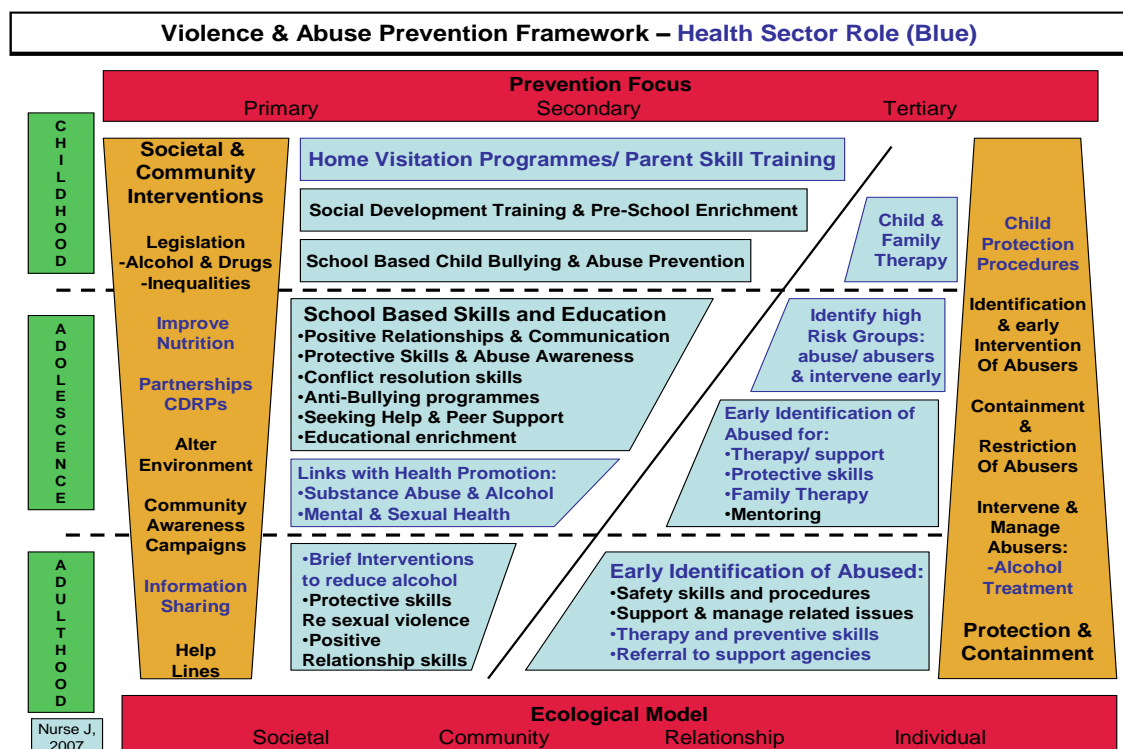 Violence & Abuse Prevention Framework – Health Sector Role (Blue)
Prevention Focus
Primary Secondary Tertiary
CHILDHOOD
Societal &
Community
Interventions
Legislation
-Alcohol & Drugs
-Inequalities
Improve
Nutrition
Partnerships
CDRPs
Alter
Environment
Community
Awareness
Campaigns
Information
Sharing
Help
Lines
Home Visitation Programmes/ Parent Skill Training
Social Development Training & Pre-School Enrichment
School Based Child Bullying & Abuse Prevention
Child &
Family
Therapy
Child
Protection
Procedures
Identification
& early
Intervention
Of Abusers
Containment
&
Restriction
Of Abusers
Intervene &
Manage
Abusers:
-Alcohol
Treatment
Protection &
Containment
ADOLESCENCE
School Based Skills and Education
•Positive Relationships & Communication
•Protective Skills & Abuse Awareness
•Conflict resolution skills
•Anti-Bullying programmes
•Seeking Help & Peer Support
•Educational enrichment
Identify high
Risk Groups:
abuse/ abusers
& intervene early
Links with Health Promotion:
•Substance Abuse & Alcohol
•Mental & Sexual Health
Early Identification of
Abused for:
•Therapy/ support
•Protective skills
•Family Therapy
•Mentoring
ADULTHOOD
•Brief Interventions
to reduce alcohol
•Protective skills
Re sexual violence
•Positive
Relationship skills
Early Identification of Abused:
•Safety skills and procedures
•Support & manage related issues
•Therapy and preventive skills
•Referral to support agencies
Nurse J,
2007
Ecological Model
Societal Community Relationship Individual